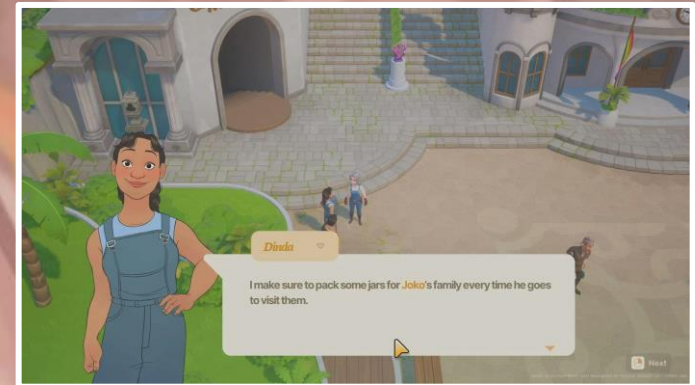 Dinda
I make sure to pack some jars for Joko's family every time he goes
to visit them.
Next